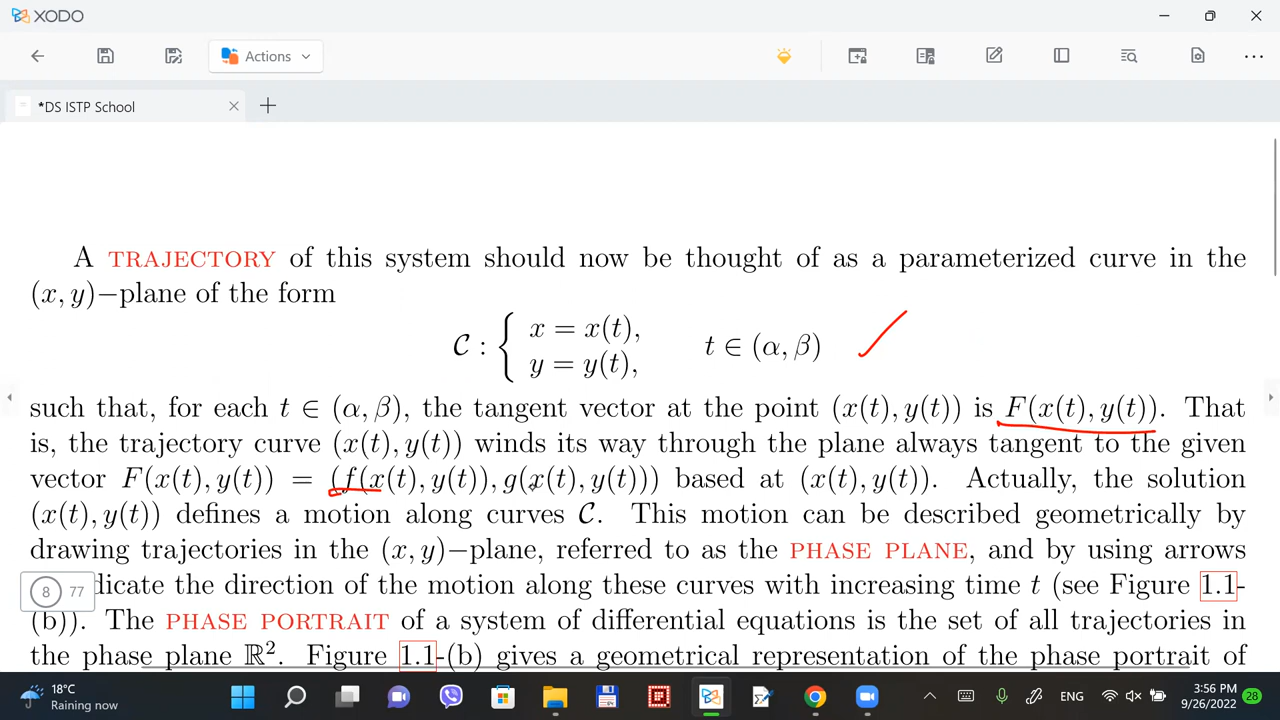 XODO
Actions
*DS ISTP School
A TRAJECTORY of this system should now be thought of as a parameterized curve in the
(x, y)−plane of the form
C : { x = x(t),
y = y(t), t ∈ (α, β)
such that, for each t ∈ (α, β), the tangent vector at the point (x(t), y(t)) is F(x(t), y(t)). That
is, the trajectory curve (x(t), y(t)) winds its way through the plane always tangent to the given
vector F(x(t), y(t)) = (f(x(t), y(t)), g(x(t), y(t))) based at (x(t), y(t)). Actually, the solution
(x(t), y(t)) defines a motion along curves C. This motion can be described geometrically by
drawing trajectories in the (x, y)−plane, referred to as the PHASE PLANE, and by using arrows
dicate the direction of the motion along these curves with increasing time t (see Figure 1.1-
8 77
(b)). The PHASE PORTRAIT of a system of differential equations is the set of all trajectories in
the phase plane ℝ². Figure 1.1-(b) gives a geometrical representation of the phase portrait of
18°C
Raining now
ENG
3:56 PM
9/26/2022
28